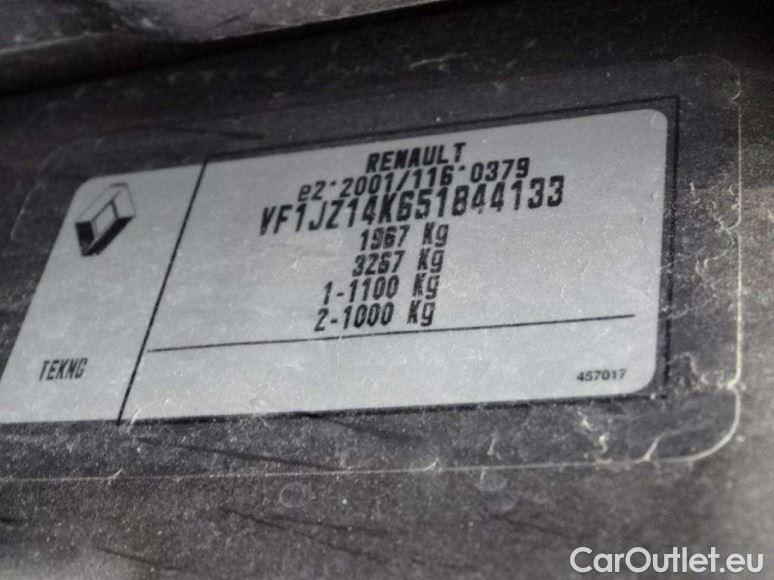 RENAULT
e2*2001/116*0379
VF1JZ14K651844133
1967 Kg
3267 Kg
1-1100 Kg
2-1000 Kg
TEKNG
457017
CarOutlet.eu